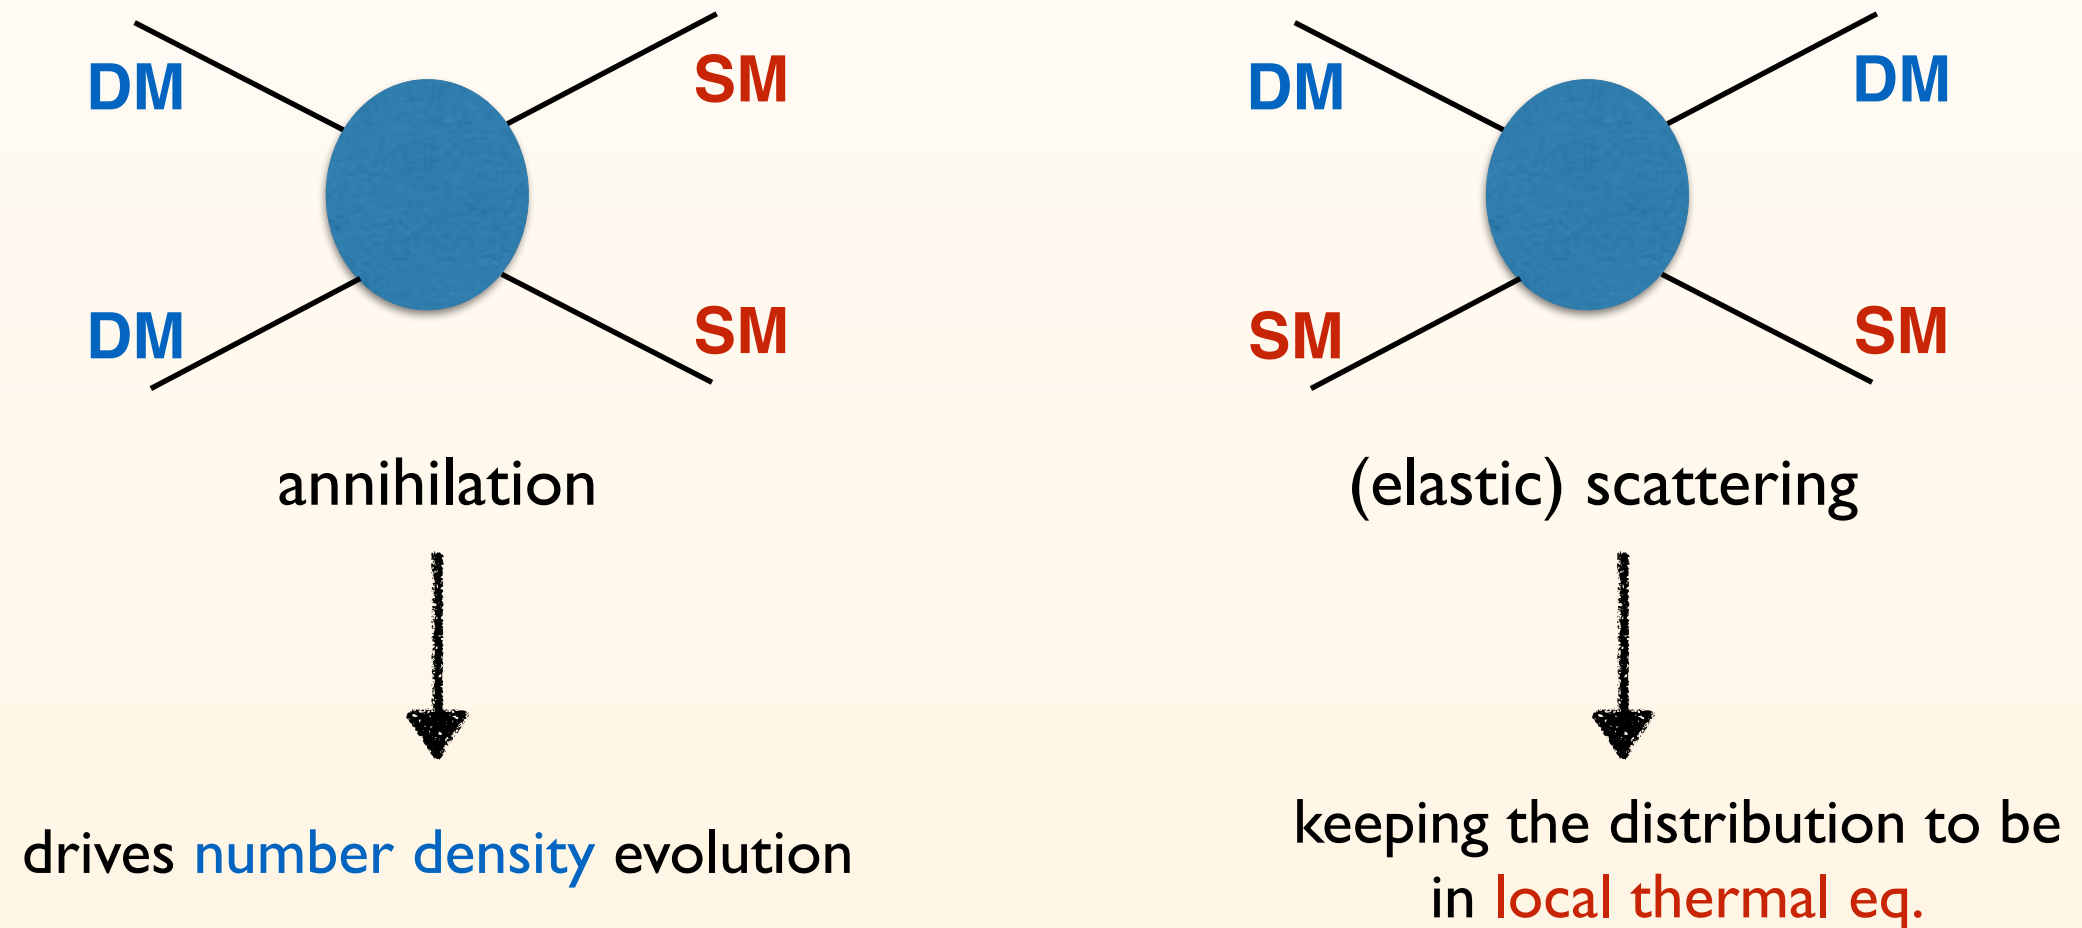 DM
SM
DM
SM
annihilation
drives number density evolution
DM
DM
SM
SM
(elastic) scattering
keeping the distribution to be
in local thermal eq.